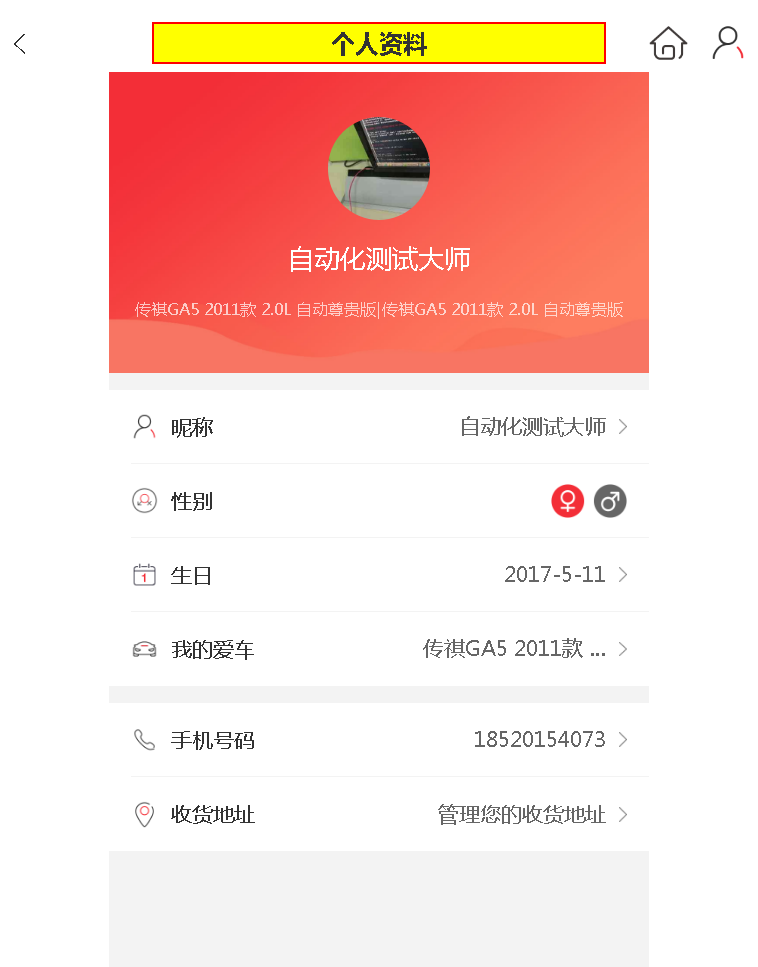 个人资料
自动化测试大师
传祺GA5 2011款 2.0L 自动尊贵版|传祺GA5 2011款 2.0L 自动尊贵版
昵称 自动化测试大师
性别
1 生日 2017-5-11
我的爱车 传祺GA5 2011款 ...
手机号码 18520154073
收货地址 管理您的收货地址